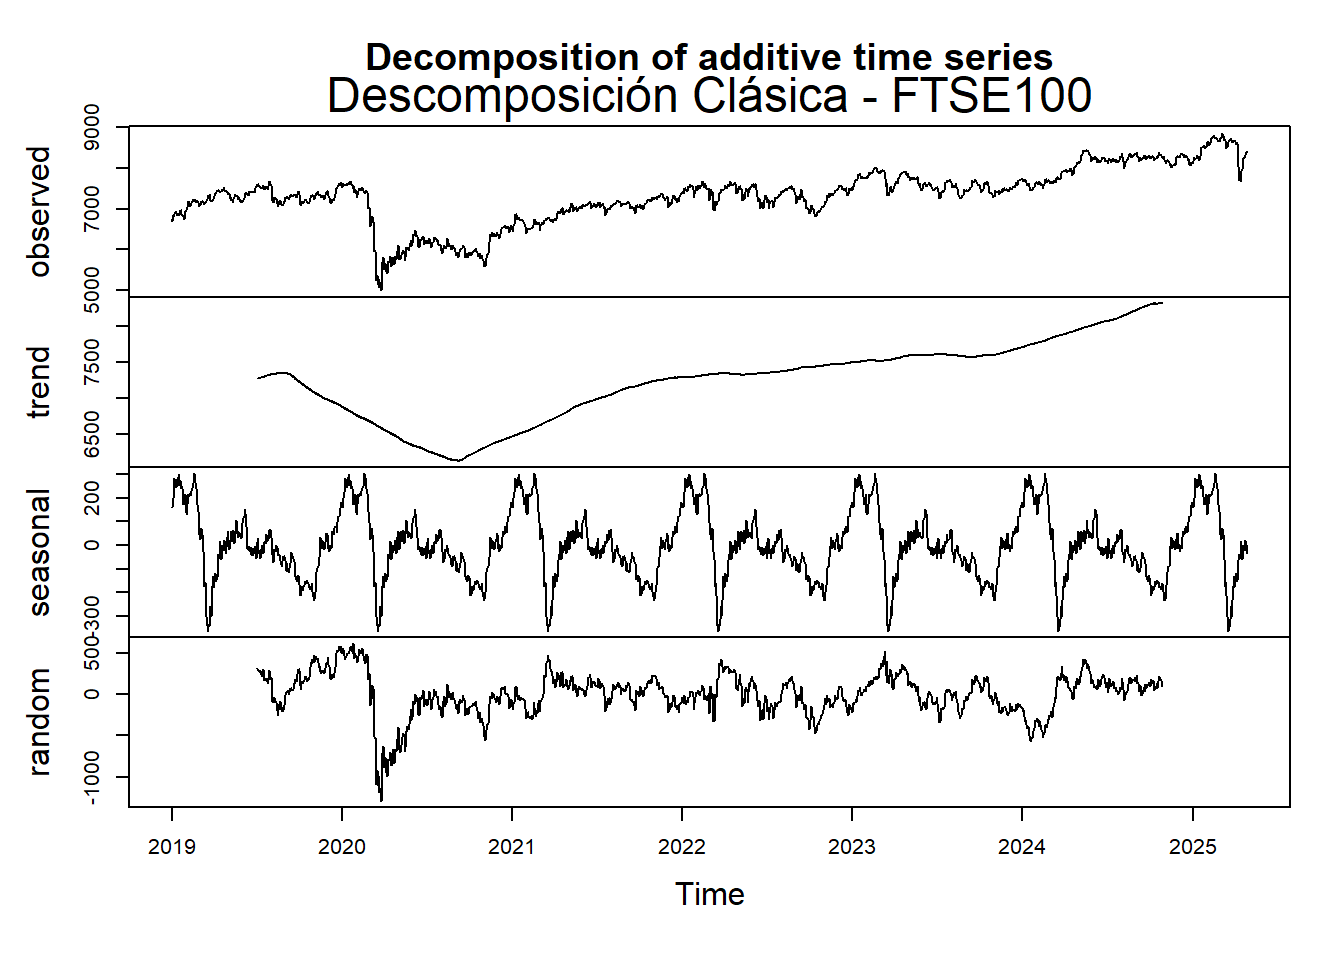 Decomposition of additive time series
Descomposición Clásica - FTSE100
observed
5000
7000
9000
trend
6500
7500
seasonal
-300
0
200
random
-1000
0
500
2019
2020
2021
2022
2023
2024
2025
Time